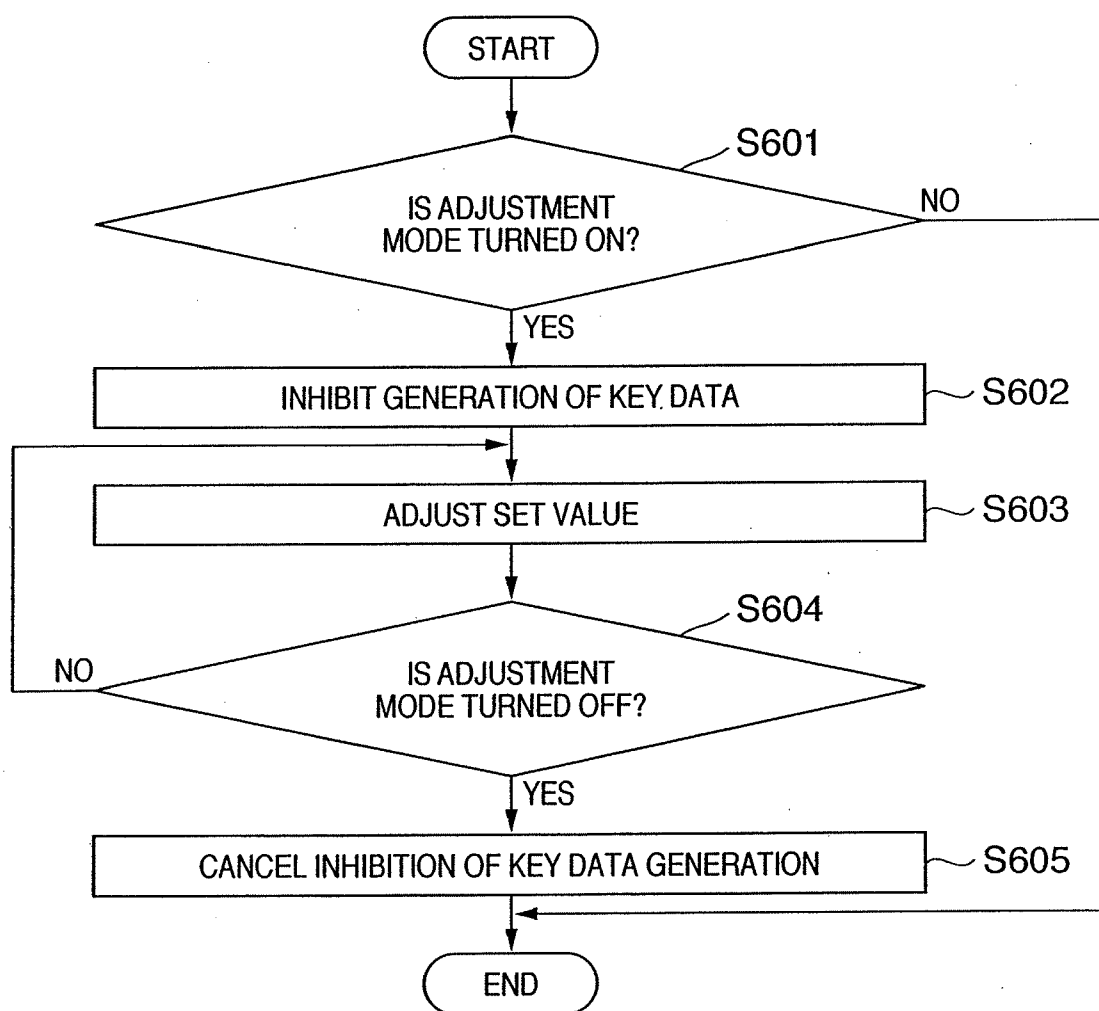 START
S601
IS ADJUSTMENT
MODE TURNED ON?
NO
YES
INHIBIT GENERATION OF KEY DATA
S602
ADJUST SET VALUE
S603
S604
IS ADJUSTMENT
MODE TURNED OFF?
NO
YES
CANCEL INHIBITION OF KEY DATA GENERATION
S605
END